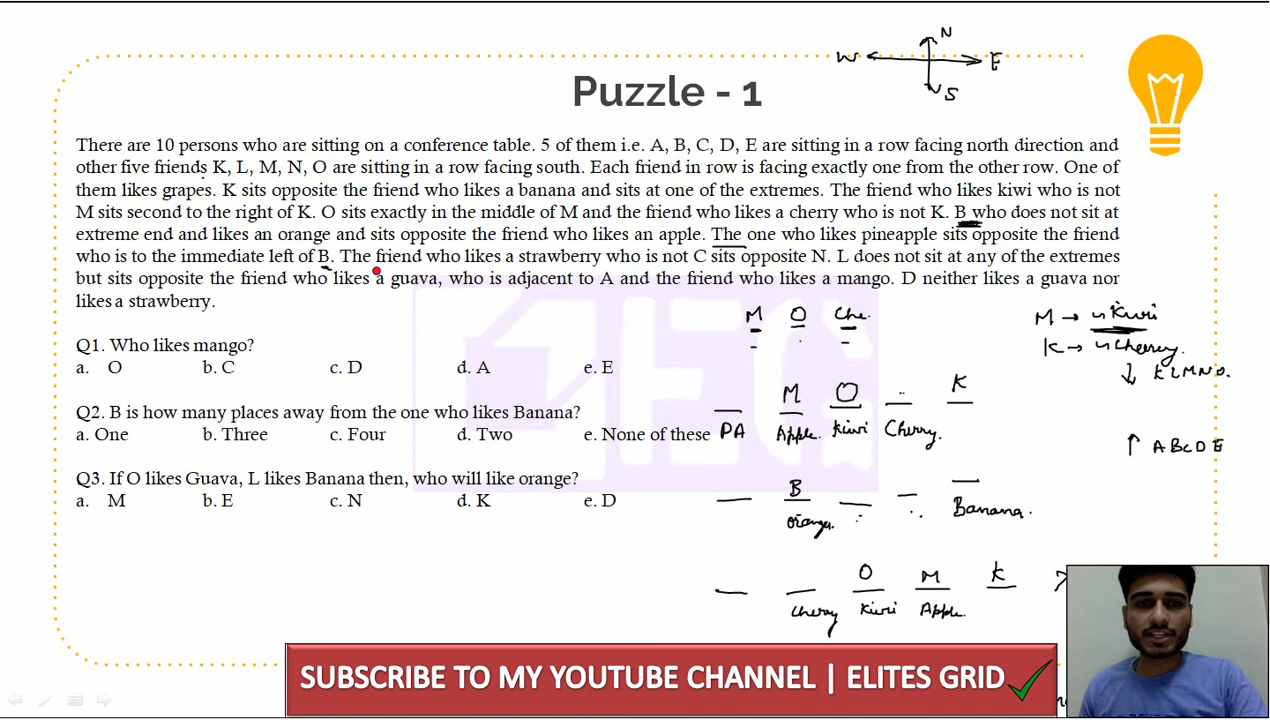 N
W E
S
Puzzle - 1
There are 10 persons who are sitting on a conference table. 5 of them i.e. A, B, C, D, E are sitting in a row facing north direction and
other five friends K, L, M, N, O are sitting in a row facing south. Each friend in row is facing exactly one from the other row. One of
them likes grapes. K sits opposite the friend who likes a banana and sits at one of the extremes. The friend who likes kiwi who is not
M sits second to the right of K. O sits exactly in the middle of M and the friend who likes a cherry who is not K. B who does not sit at
extreme end and likes an orange and sits opposite the friend who likes an apple. The one who likes pineapple sits opposite the friend
who is to the immediate left of B. The friend who likes a strawberry who is not C sits opposite N. L does not sit at any of the extremes
but sits opposite the friend who likes a guava, who is adjacent to A and the friend who likes a mango. D neither likes a guava nor
likes a strawberry.
Q1. Who likes mango?
a. O b. C c. D d. A e. E
Q2. B is how many places away from the one who likes Banana?
a. One b. Three c. Four d. Two e. None of these
Q3. If O likes Guava, L likes Banana then, who will like orange?
a. M b. E c. N d. K e. D
M O Che.
M → Kiwi
K → Cherry.
↓ K L M N O.
M O K
PA Apple. Kiwi Cherry.
↑ A B C D E
B
Orange. Banana.
O M K
Cherry Kiwi Apple.
SUBSCRIBE TO MY YOUTUBE CHANNEL | ELITES GRID